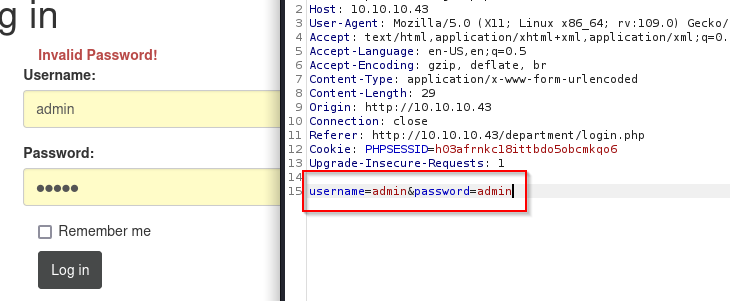 g in
Invalid Password!
Username:
admin
Password:
Remember me
Log in
2 Host: 10.10.10.43
3 User-Agent: Mozilla/5.0 (X11; Linux x86_64; rv:109.0) Gecko/
4 Accept: text/html,application/xhtml+xml,application/xml;q=0.
5 Accept-Language: en-US,en;q=0.5
6 Accept-Encoding: gzip, deflate, br
7 Content-Type: application/x-www-form-urlencoded
8 Content-Length: 29
9 Origin: http://10.10.10.43
10 Connection: close
11 Referer: http://10.10.10.43/department/login.php
12 Cookie: PHPSESSID=h03afrnkc18ittbdo5obcmkqo6
13 Upgrade-Insecure-Requests: 1
14
15 username=admin&password=admin